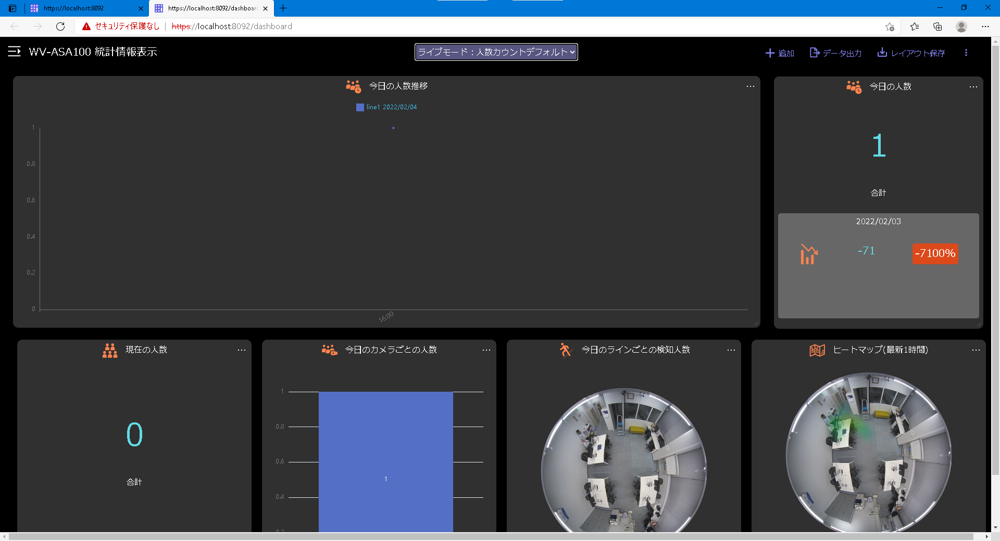 https://localhost:8092
https://localhost:8092/dashboar
セキュリティ保護なし
https://localhost:8092/dashboard
WV-ASA100 統計情報表示
ライブモード：人数カウントデフォルト
追加
データ出力
レイアウト保存
今日の人数推移
line1 2022/02/04
1
0.8
0.6
0.4
0.2
0
16:00
今日の人数
1
合計
2022/02/03
-71
-7100%
現在の人数
0
合計
今日のカメラごとの人数
1
0.8
0.6
0.4
0.2
1
今日のラインごとの検知人数
ヒートマップ(最新1時間)